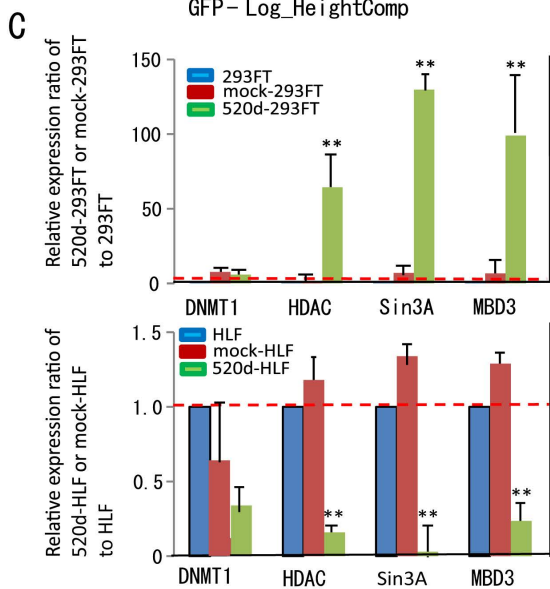 GFP-Log_HeightComp
C
Relative expression ratio of
520d-293FT or mock-293FT
to 293FT
150
100
50
0
293FT
mock-293FT
520d-293FT
**
**
**
DNMT1 HDAC Sin3A MBD3
Relative expression ratio of
520d-HLF or mock-HLF
to HLF
1.5
1.0
0.5
0
HLF
mock-HLF
520d-HLF
**
**
**
DNMT1 HDAC Sin3A MBD3